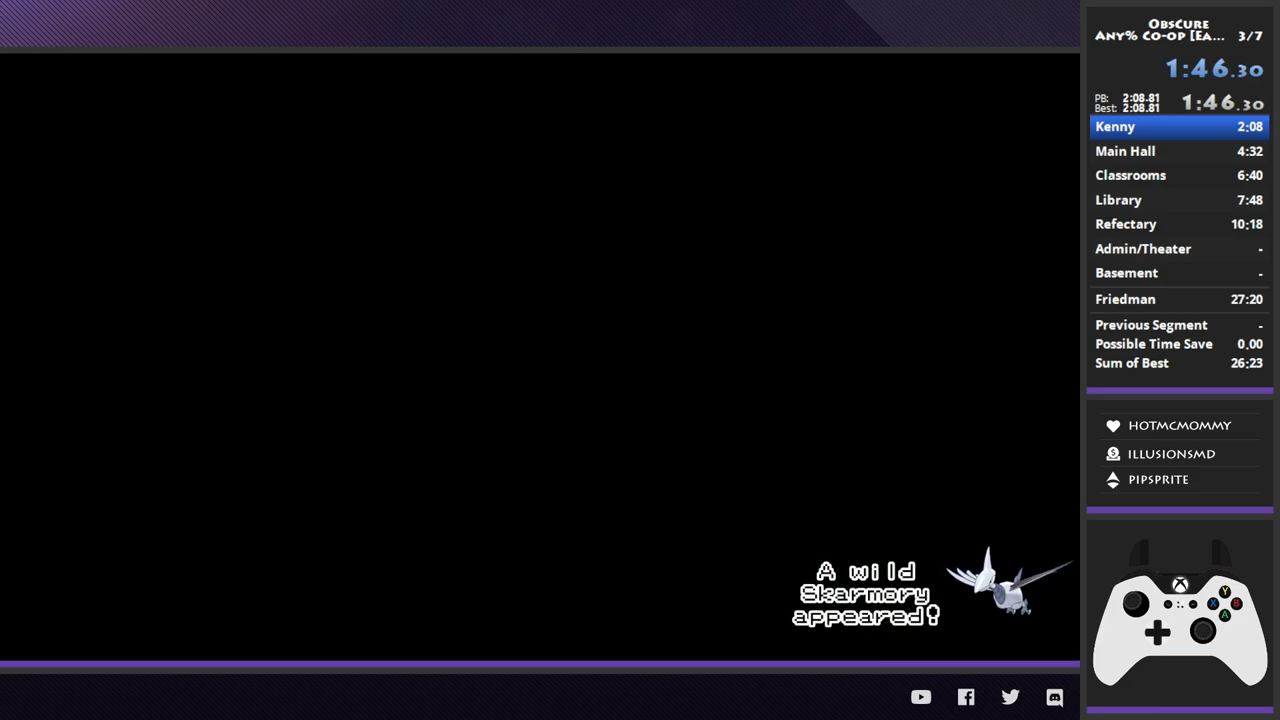 ObsCure
Any% Co-op [Ea... 3/7
1:46.30
PB: 2:08.81
Best: 2:08.81
1:46.30
Kenny 2:08
Main Hall 4:32
Classrooms 6:40
Library 7:48
Refectary 10:18
Admin/Theater -
Basement -
Friedman 27:20
Previous Segment -
Possible Time Save 0.00
Sum of Best 26:23
HOTMCMOMMY
ILLUSIONSMD
PIPSPRITE
A wild
Skarmory
appeared!
Y
X B
A